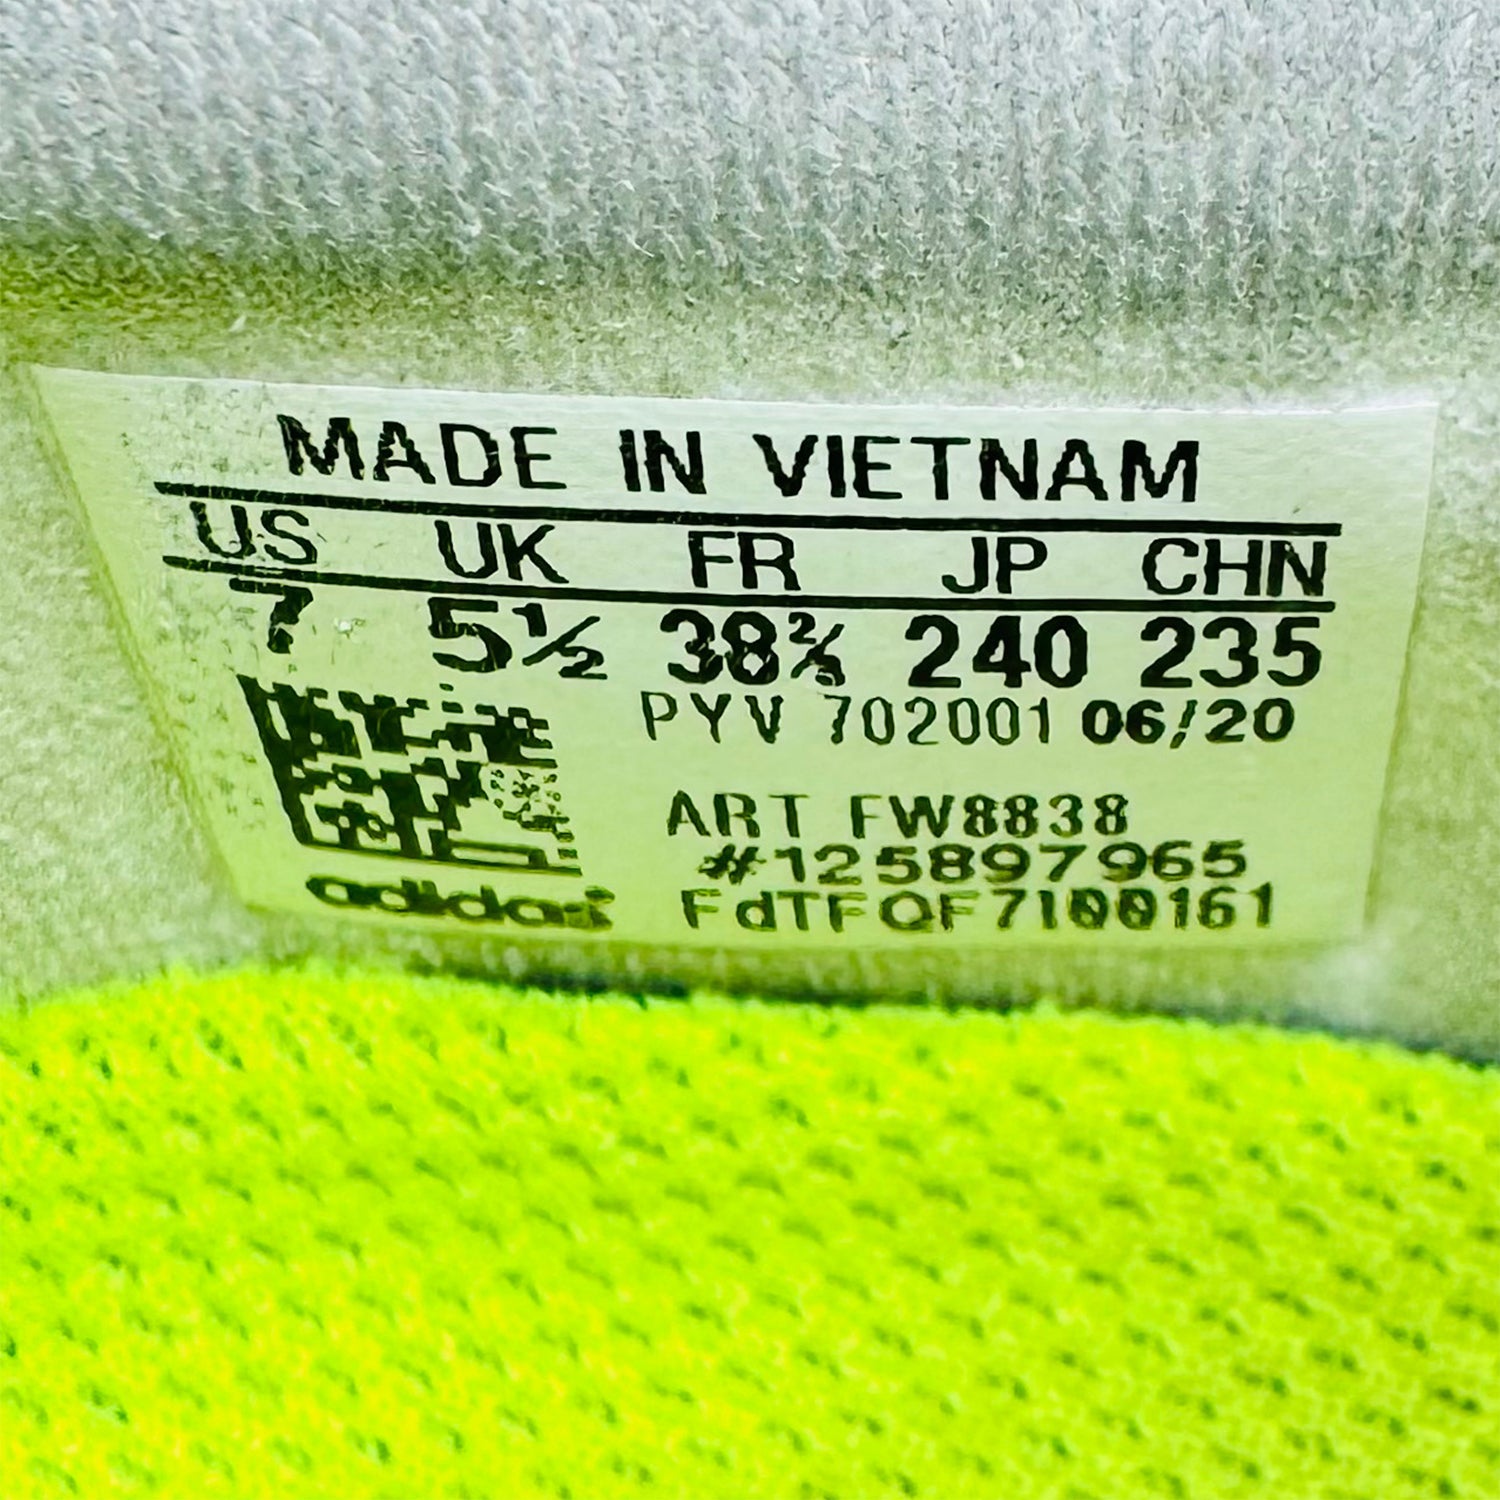 MADE IN VIETNAM
US UK FR JP CHN
7 5½ 38⅔ 240 235
PYV 702001 06/20
ART FW8838
#125897965
FdTFQF7100161
adidas